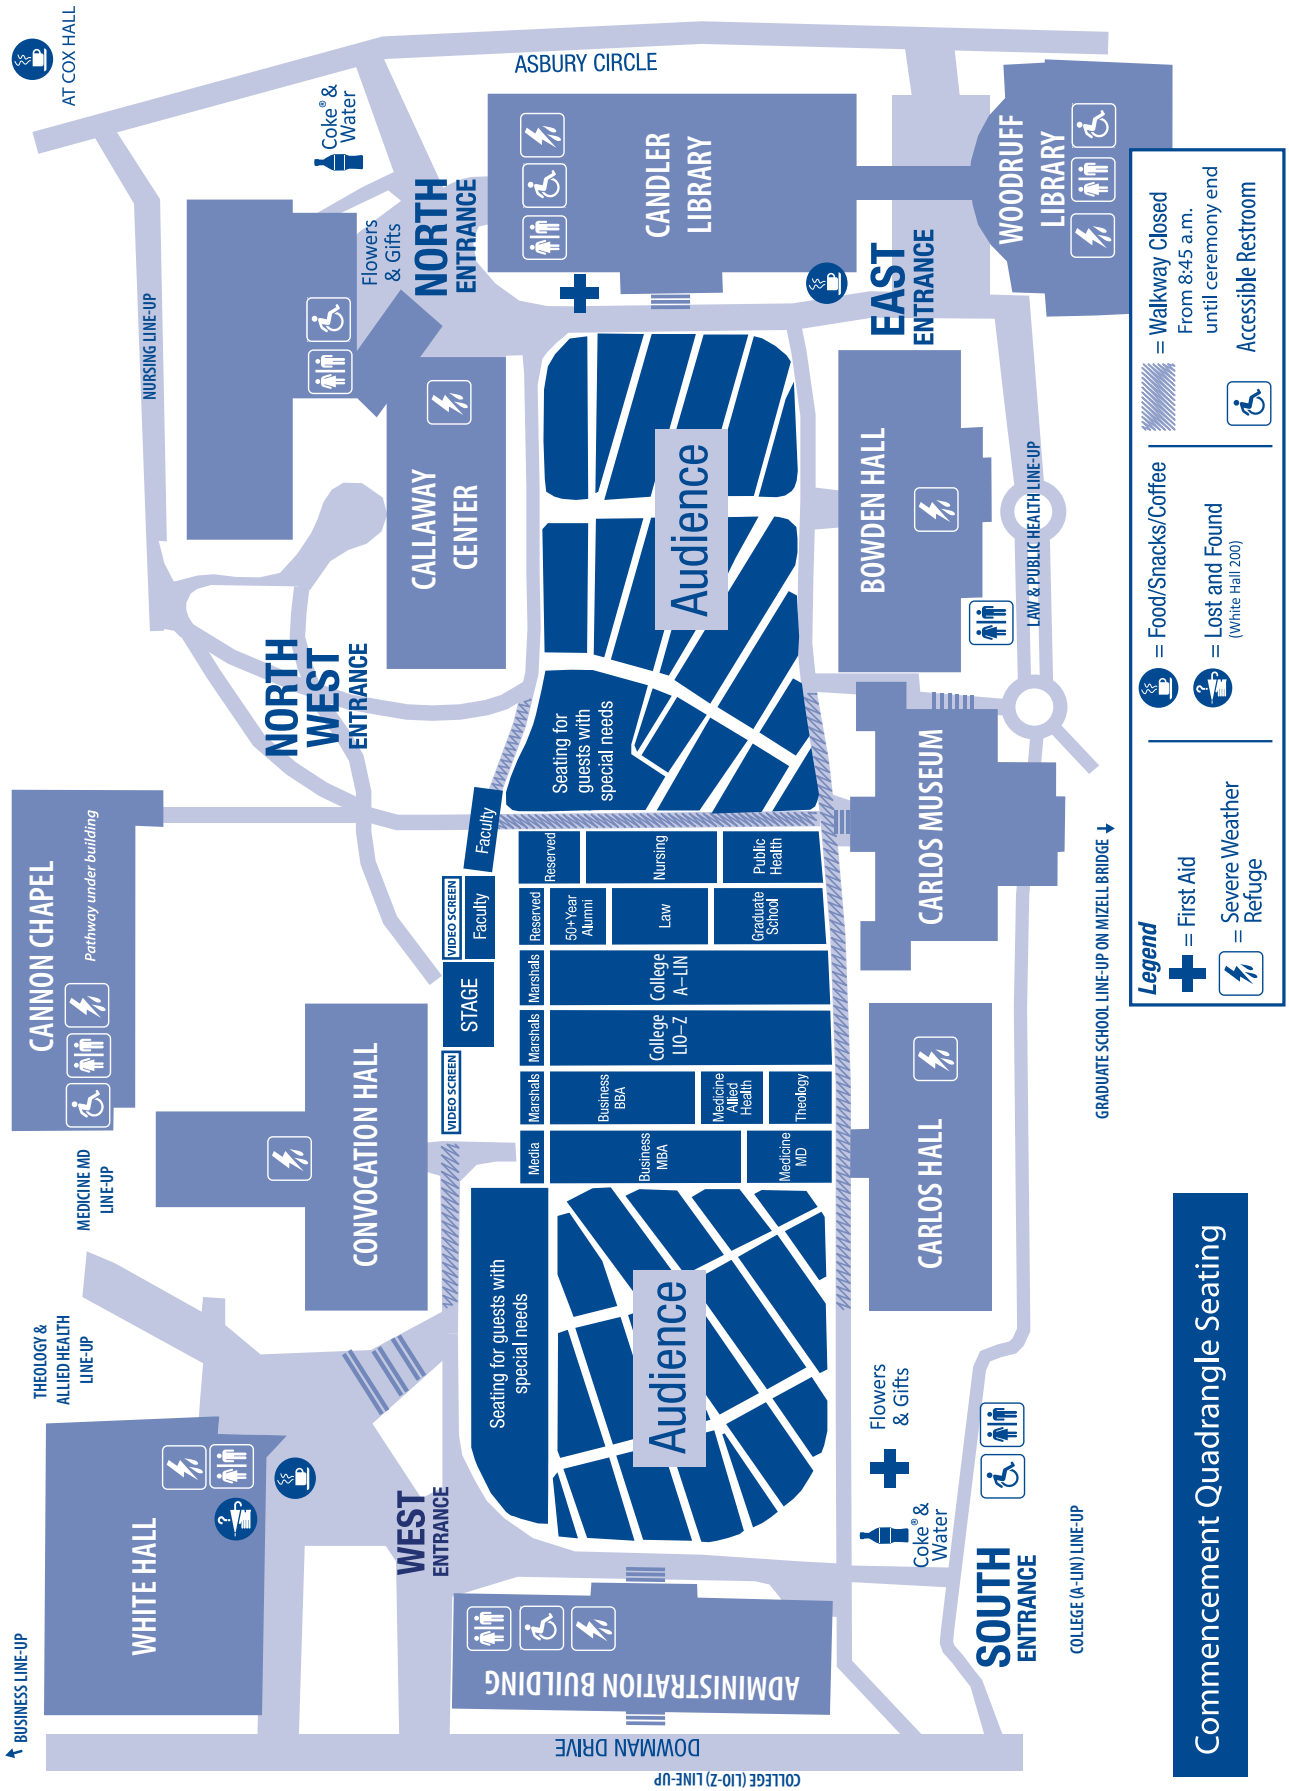 Commencement Quadrangle Seating
AT COX HALL
ASBURY CIRCLE
Coke® &
Water
Flowers
& Gifts
NORTH
ENTRANCE
NURSING LINE-UP
CANDLER
LIBRARY
WOODRUFF
LIBRARY
EAST
ENTRANCE
CALLAWAY
CENTER
BOWDEN HALL
LAW & PUBLIC HEALTH LINE-UP
NORTH
WEST
ENTRANCE
Audience
Seating for
guests with
special needs
CANNON CHAPEL
Pathway under building
CARLOS MUSEUM
GRADUATE SCHOOL LINE-UP ON MIZELL BRIDGE
Faculty
VIDEO SCREEN
Faculty
STAGE
VIDEO SCREEN
Reserved
Nursing
Public
Health
Reserved
50+Year
Alumni
Law
Graduate
School
Marshals
College
A–LIN
Marshals
College
LIO–Z
Marshals
Business
BBA
Medicine
Allied
Health
Theology
Media
Business
MBA
Medicine
MD
CONVOCATION HALL
MEDICINE MD
LINE-UP
CARLOS HALL
THEOLOGY &
ALLIED HEALTH
LINE-UP
Seating for guests with
special needs
Audience
Flowers
& Gifts
Coke® &
Water
WHITE HALL
?
WEST
ENTRANCE
SOUTH
ENTRANCE
COLLEGE (A-LIN) LINE-UP
BUSINESS LINE-UP
ADMINISTRATION BUILDING
DOWMAN DRIVE
COLLEGE (LIO-Z) LINE-UP
Legend
= First Aid
= Severe Weather
Refuge
= Food/Snacks/Coffee
?
= Lost and Found
(White Hall 200)
= Walkway Closed
From 8:45 a.m.
until ceremony end
Accessible Restroom